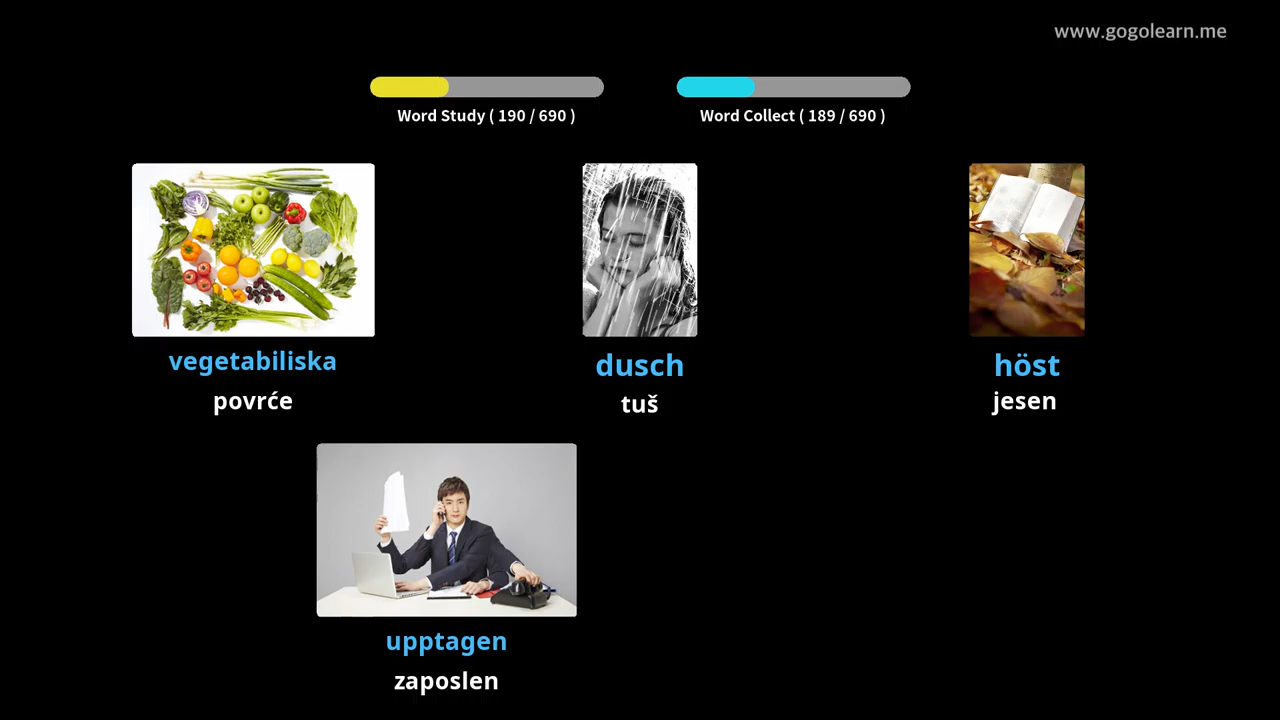 www.gogolearn.me
Word Study ( 190 / 690 )
Word Collect ( 189 / 690 )
vegetabiliska
povrće
dusch
tuš
höst
jesen
upptagen
zaposlen